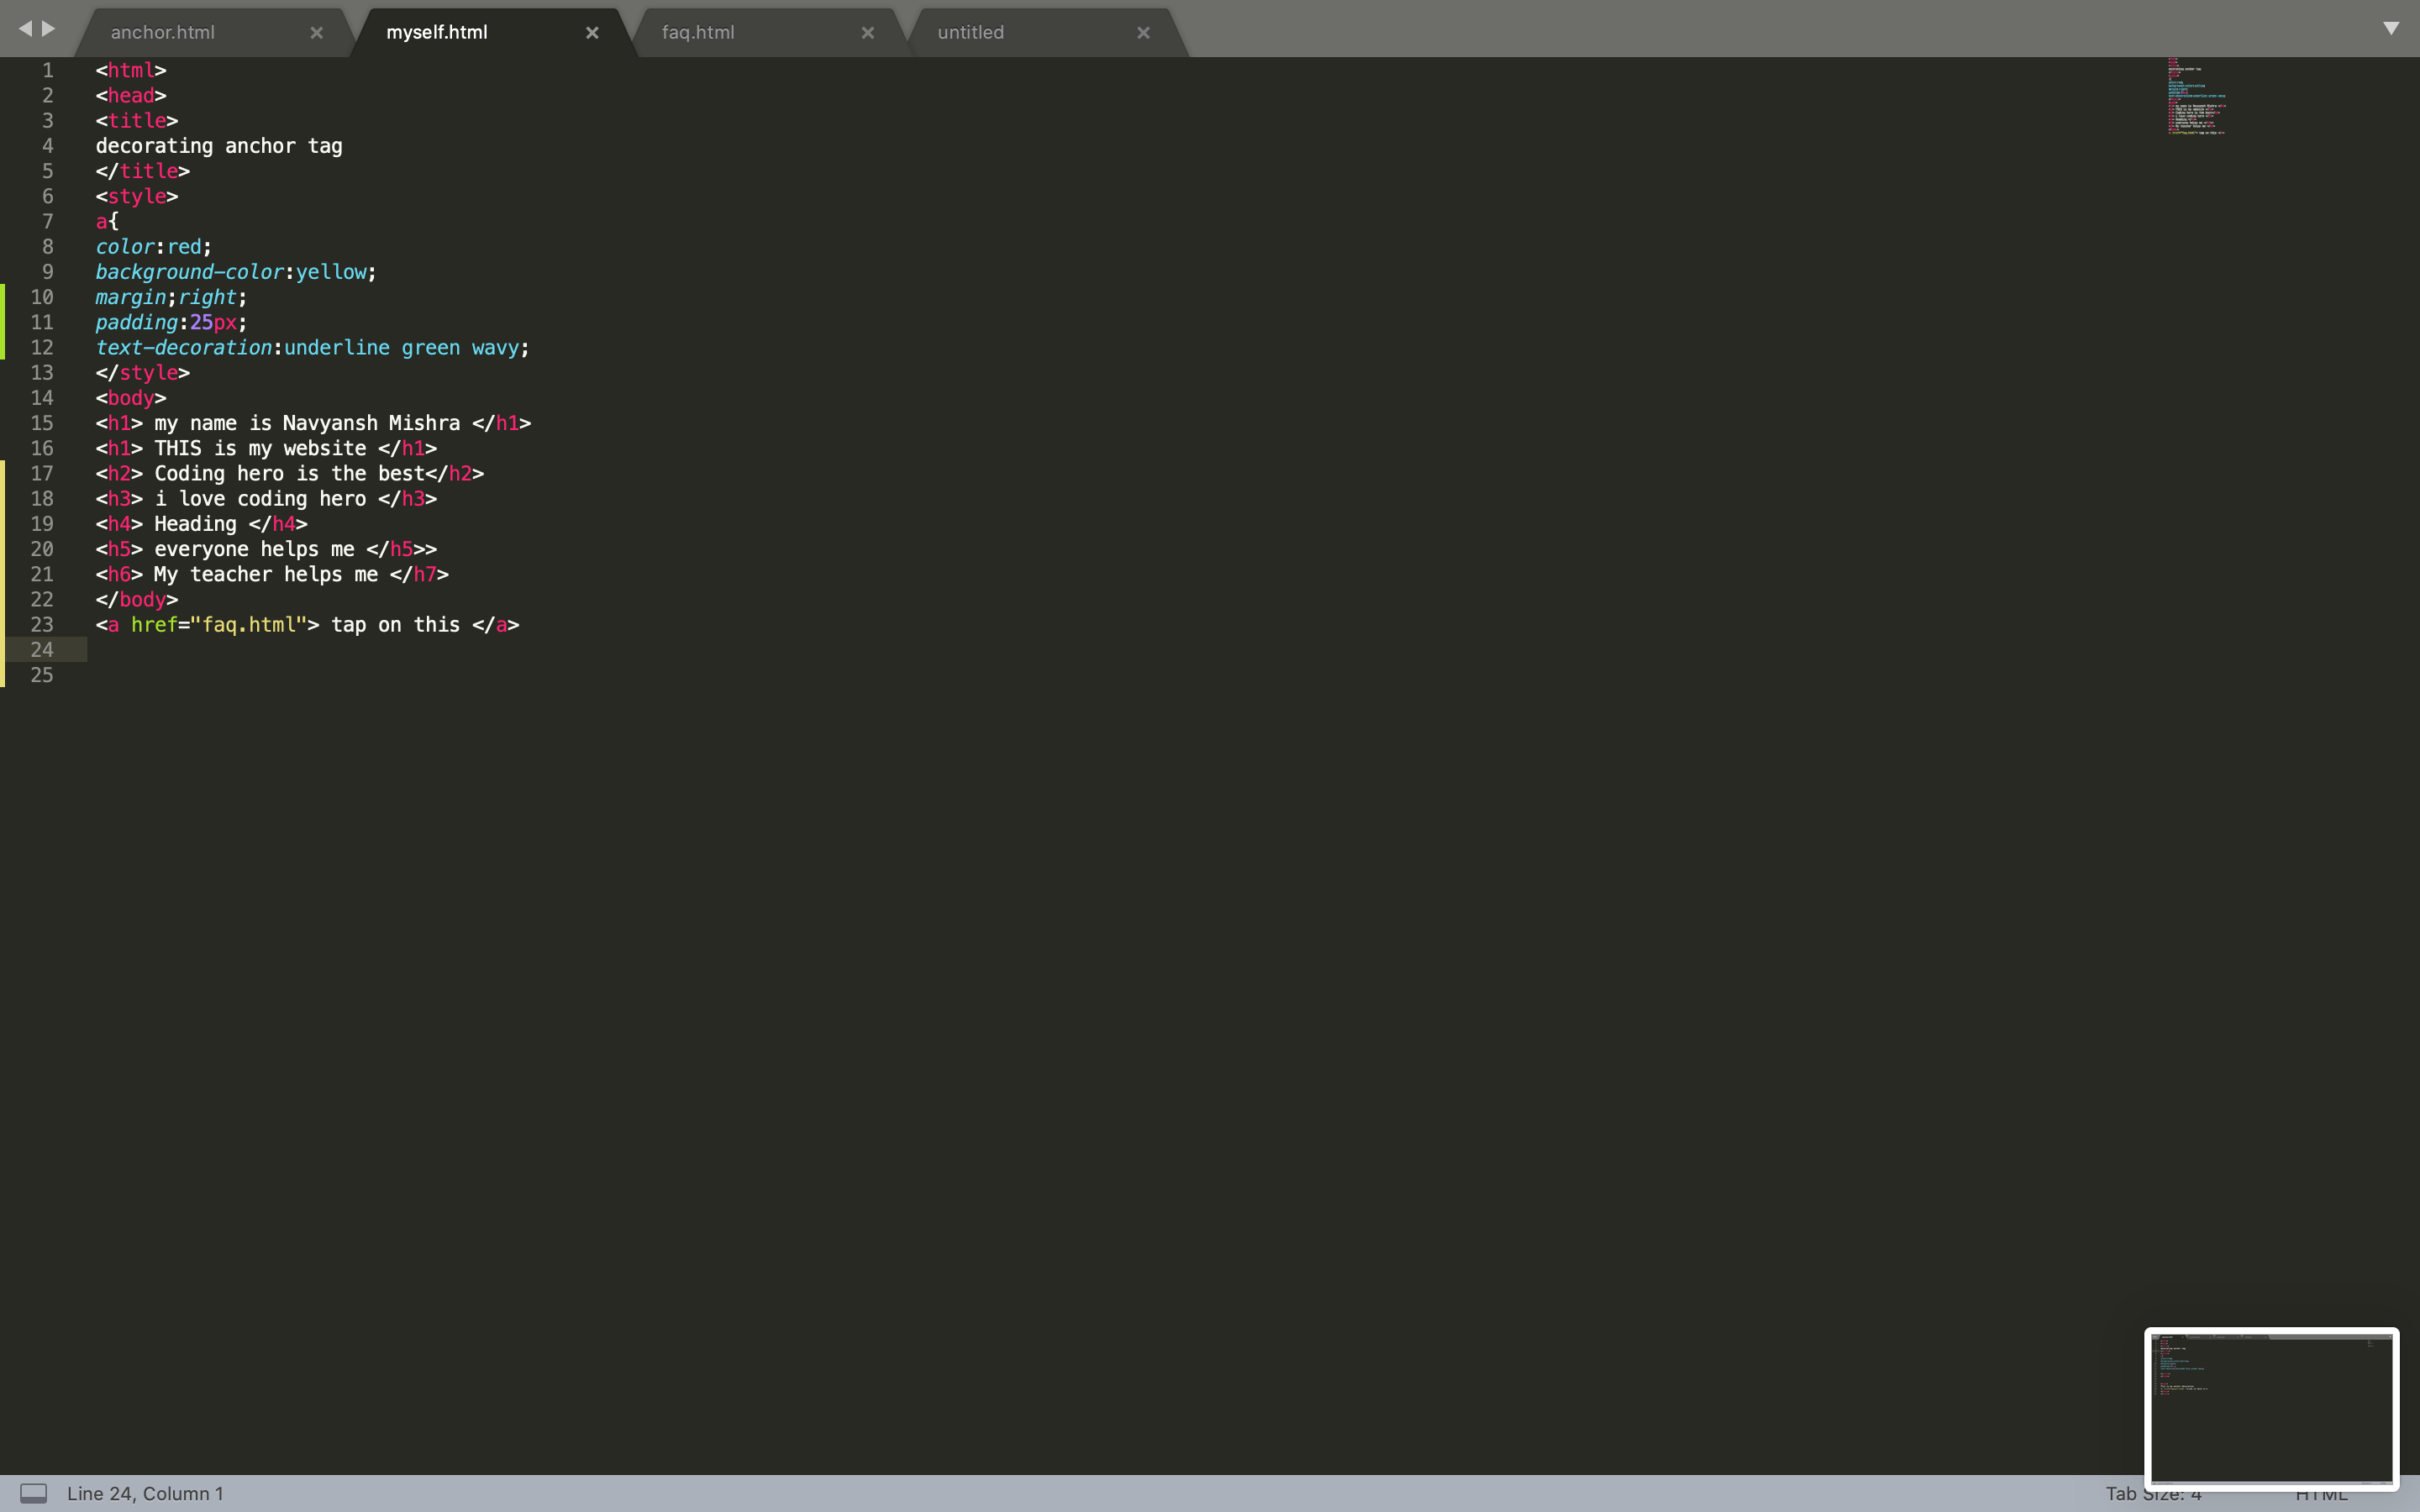 anchor.html × myself.html × faq.html × untitled ×
1 <html>
2 <head>
3 <title>
4 decorating anchor tag
5 </title>
6 <style>
7 a{
8 color:red;
9 background-color:yellow;
10 margin;right;
11 padding:25px;
12 text-decoration:underline green wavy;
13 </style>
14 <body>
15 <h1> my name is Navyansh Mishra </h1>
16 <h1> THIS is my website </h1>
17 <h2> Coding hero is the best</h2>
18 <h3> i love coding hero </h3>
19 <h4> Heading </h4>
20 <h5> everyone helps me </h5>>
21 <h6> My teacher helps me </h7>
22 </body>
23 <a href="faq.html"> tap on this </a>
24
25
Line 24, Column 1 Tab Size: 4 HTML